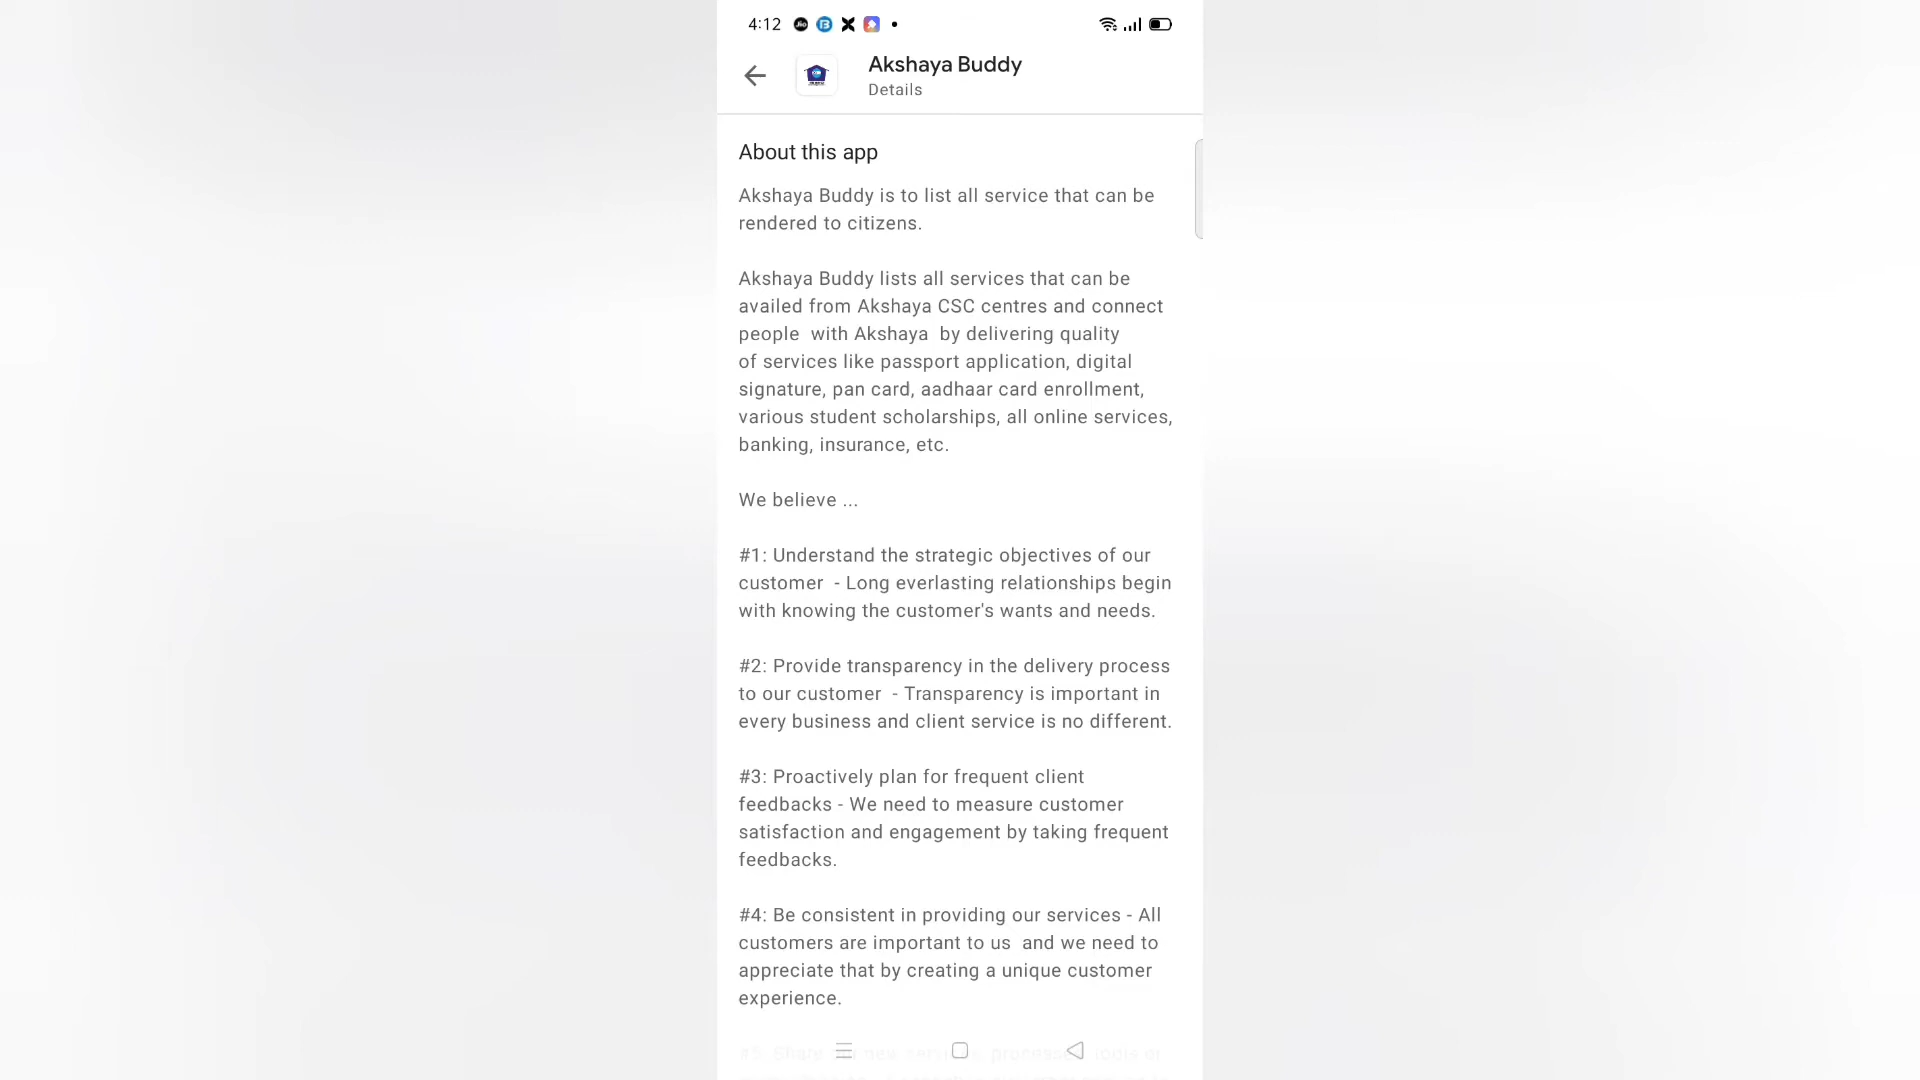 4:12
Akshaya Buddy
Details
About this app
Akshaya Buddy is to list all service that can be
rendered to citizens.
Akshaya Buddy lists all services that can be
availed from Akshaya CSC centres and connect
people  with Akshaya  by delivering quality
of services like passport application, digital
signature, pan card, aadhaar card enrollment,
various student scholarships, all online services,
banking, insurance, etc.
We believe ...
#1: Understand the strategic objectives of our
customer  - Long everlasting relationships begin
with knowing the customer's wants and needs.
#2: Provide transparency in the delivery process
to our customer  - Transparency is important in
every business and client service is no different.
#3: Proactively plan for frequent client
feedbacks - We need to measure customer
satisfaction and engagement by taking frequent
feedbacks.
#4: Be consistent in providing our services - All
customers are important to us  and we need to
appreciate that by creating a unique customer
experience.
#5: Share